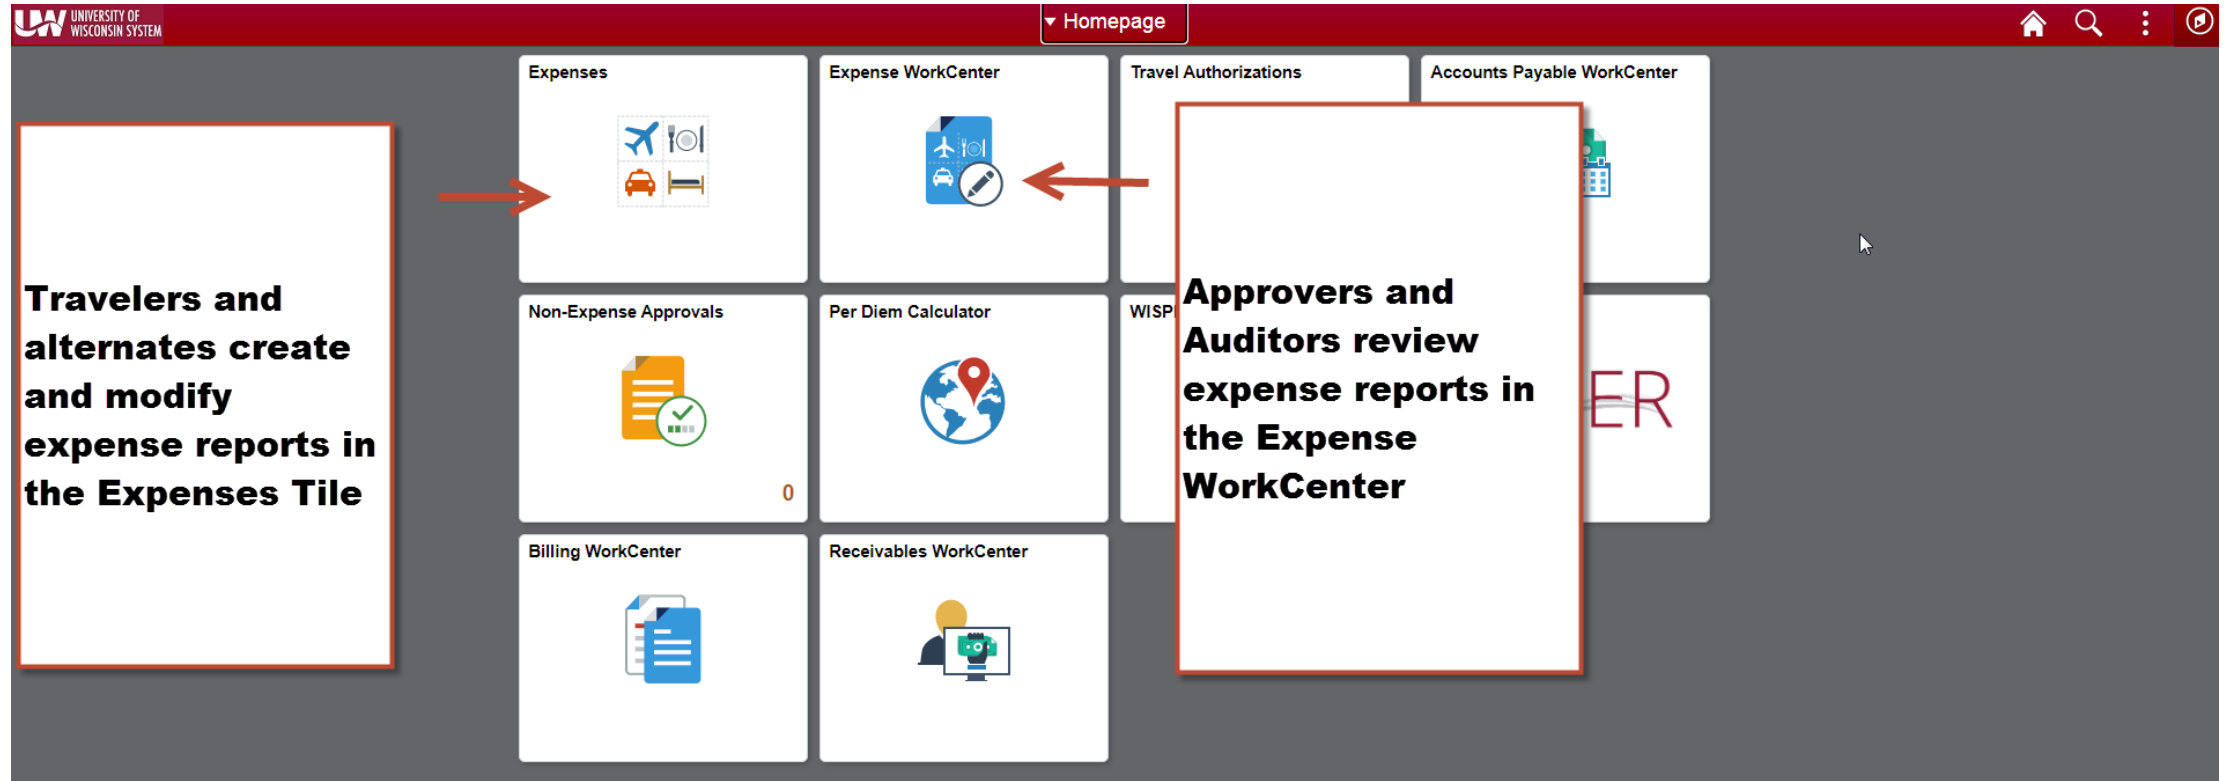 UW UNIVERSITY OF
WISCONSIN SYSTEM
Homepage
Expenses
Expense WorkCenter
Travel Authorizations
Accounts Payable WorkCenter
Travelers and
alternates create
and modify
expense reports in
the Expenses Tile
Approvers and
Auditors review
expense reports in
the Expense
WorkCenter
Non-Expense Approvals
0
Per Diem Calculator
Billing WorkCenter
Receivables WorkCenter